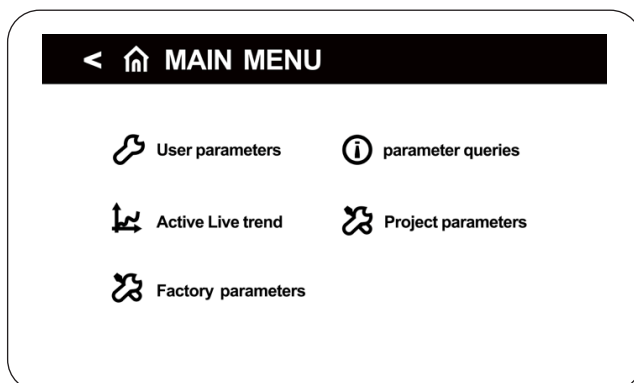 < MAIN MENU
User parameters
parameter queries
Active Live trend
Project parameters
Factory parameters